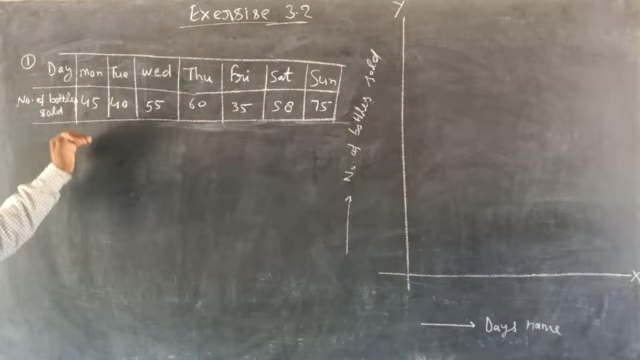 Exersise 3.2
Y
① Day Mon Tue Wed Thu Fri Sat Sun
No. of bottles sold 45 40 55 60 35 58 75
→ No. of bottles sold
X
→ Days Name